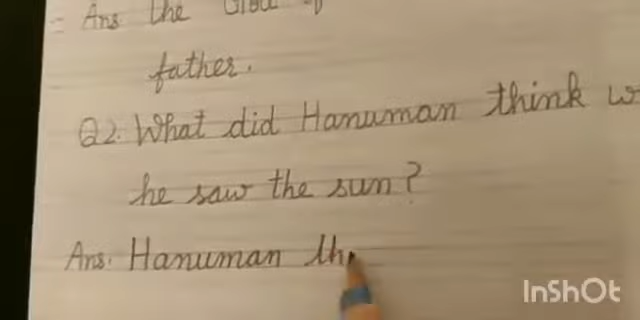 = Ans the
father.
Q2. What did Hanuman think
he saw the sun?
Ans. Hanuman th
InShOt